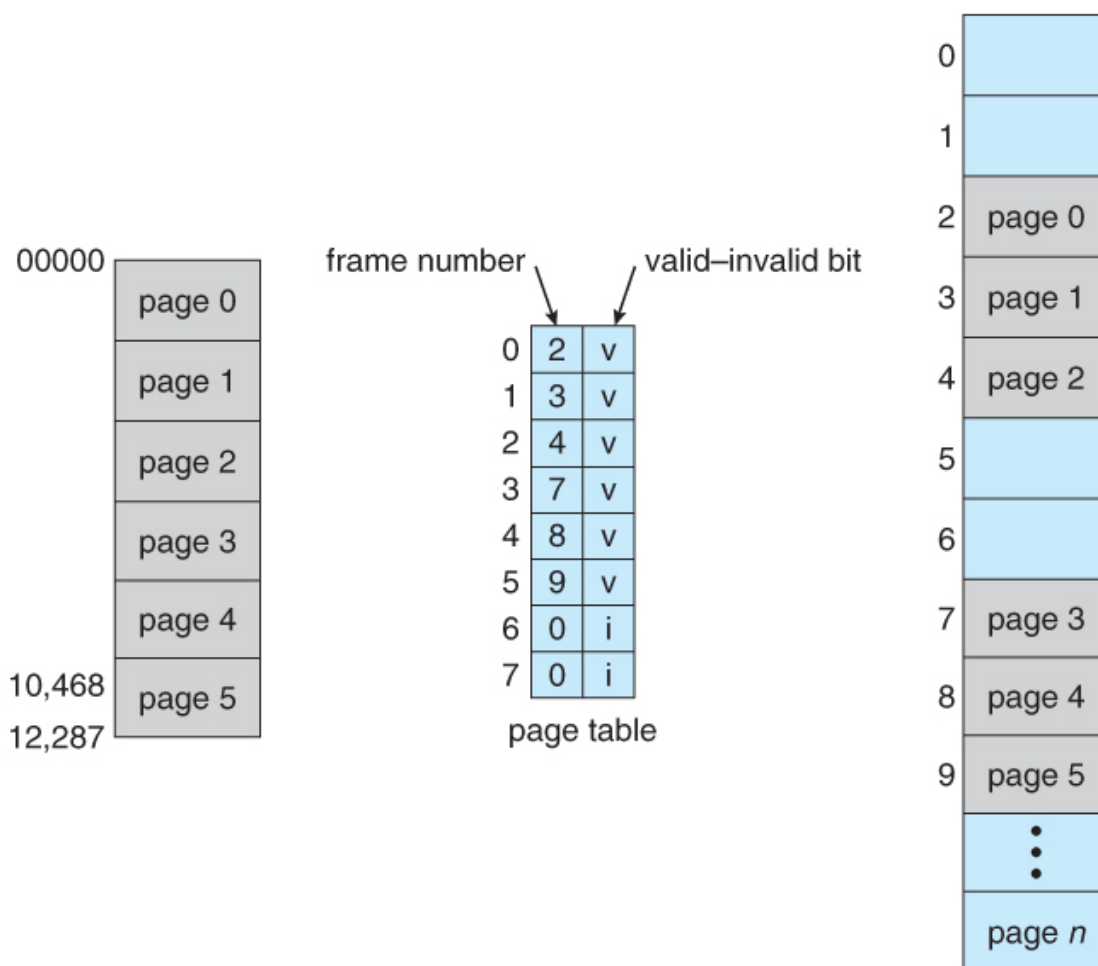 00000
page 0
page 1
page 2
page 3
page 4
10,468
page 5
12,287
frame number
valid–invalid bit
0 2 v
1 3 v
2 4 v
3 7 v
4 8 v
5 9 v
6 0 i
7 0 i
page table
0
1
2 page 0
3 page 1
4 page 2
5
6
7 page 3
8 page 4
9 page 5
page n